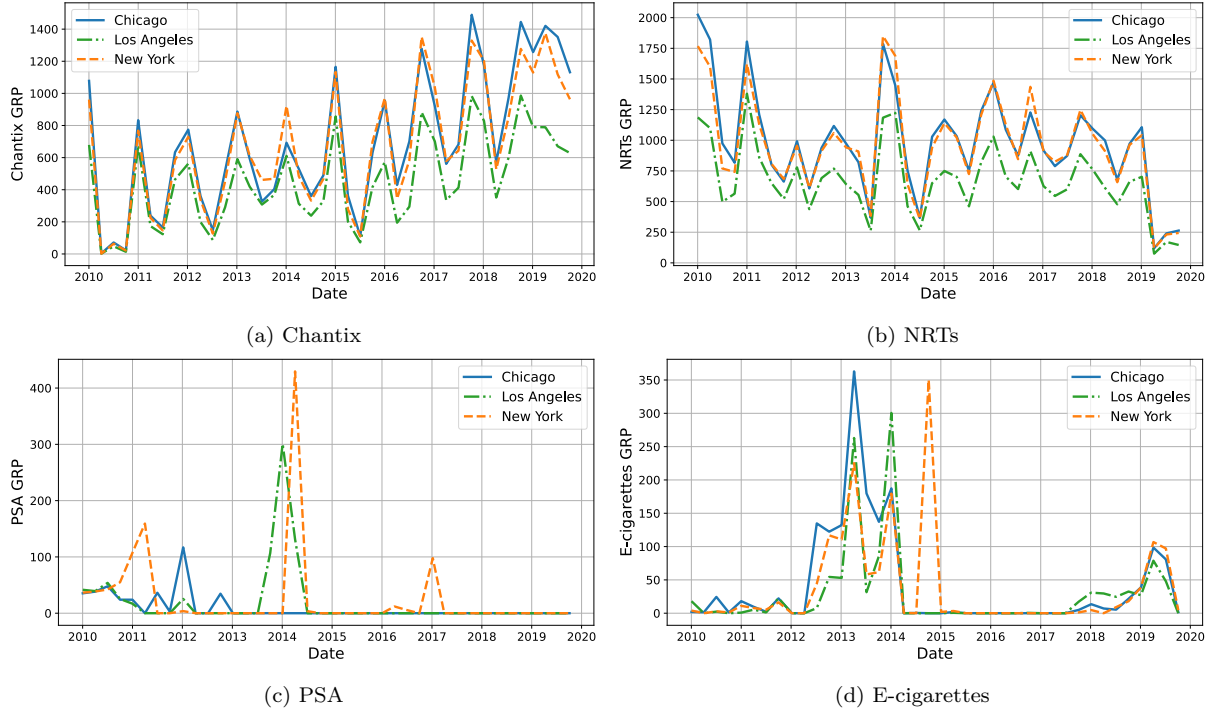 Chantix GRP
1400
1200
1000
800
600
400
200
0
Chicago
Los Angeles
New York
2010 2011 2012 2013 2014 2015 2016 2017 2018 2019 2020
Date
(a) Chantix
NRTs GRP
2000
1750
1500
1250
1000
750
500
250
0
Chicago
Los Angeles
New York
2010 2011 2012 2013 2014 2015 2016 2017 2018 2019 2020
Date
(b) NRTs
PSA GRP
400
300
200
100
0
Chicago
Los Angeles
New York
2010 2011 2012 2013 2014 2015 2016 2017 2018 2019 2020
Date
(c) PSA
E-cigarettes GRP
350
300
250
200
150
100
50
0
Chicago
Los Angeles
New York
2010 2011 2012 2013 2014 2015 2016 2017 2018 2019 2020
Date
(d) E-cigarettes